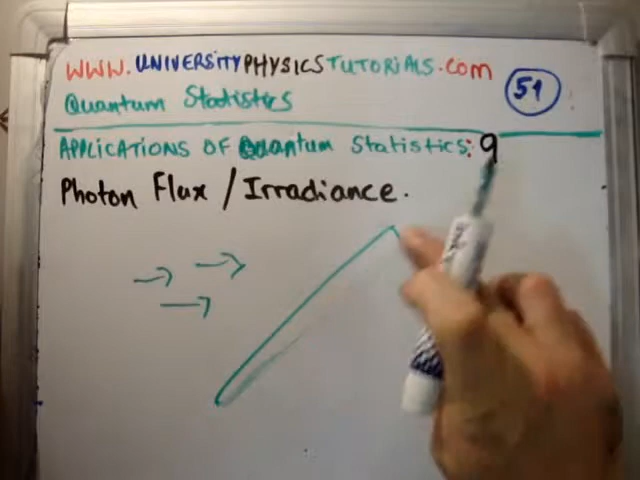 WWW.UNIVERSITYPHYSICSTUTORIALS.COM
Quantum Statistics
51
APPLICATIONS OF Quantum Statistics: 9
Photon Flux / Irradiance.